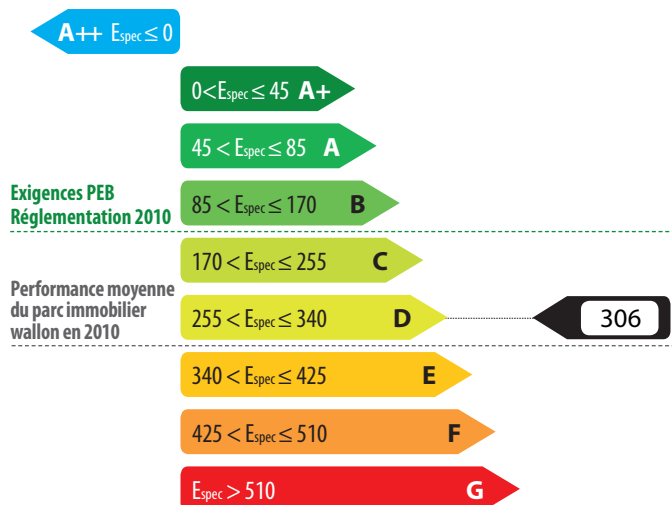 A++ Espec ≤ 0
0<Espec ≤ 45 A+
45 < Espec ≤ 85 A
Exigences PEB
Réglementation 2010
85 < Espec ≤ 170 B
170 < Espec ≤ 255 C
Performance moyenne
du parc immobilier
wallon en 2010
255 < Espec ≤ 340 D
306
340 < Espec ≤ 425 E
425 < Espec ≤ 510 F
Espec > 510 G